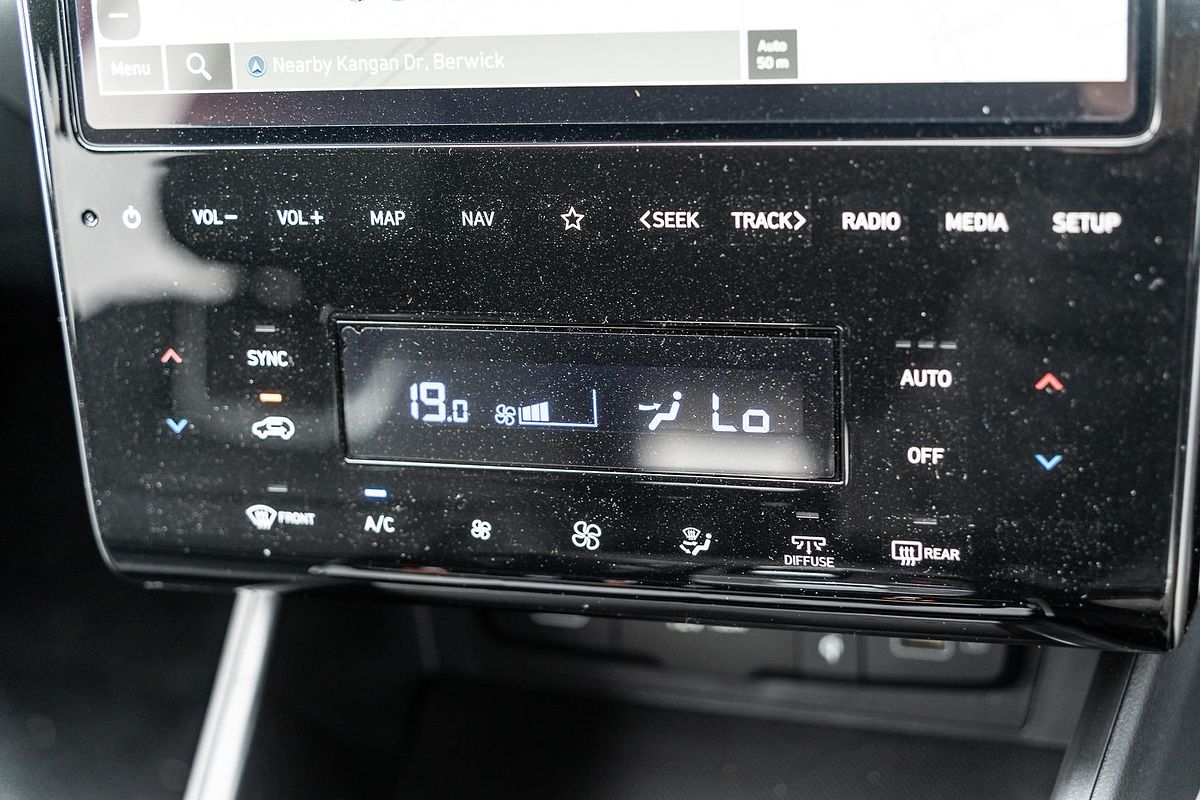 Menu
Nearby Kangan Dr, Berwick
Auto
50 m
VOL- VOL+ MAP NAV <SEEK TRACK> RADIO MEDIA SETUP
SYNC
AUTO
19.0 Lo
OFF
FRONT A/C DIFFUSE REAR